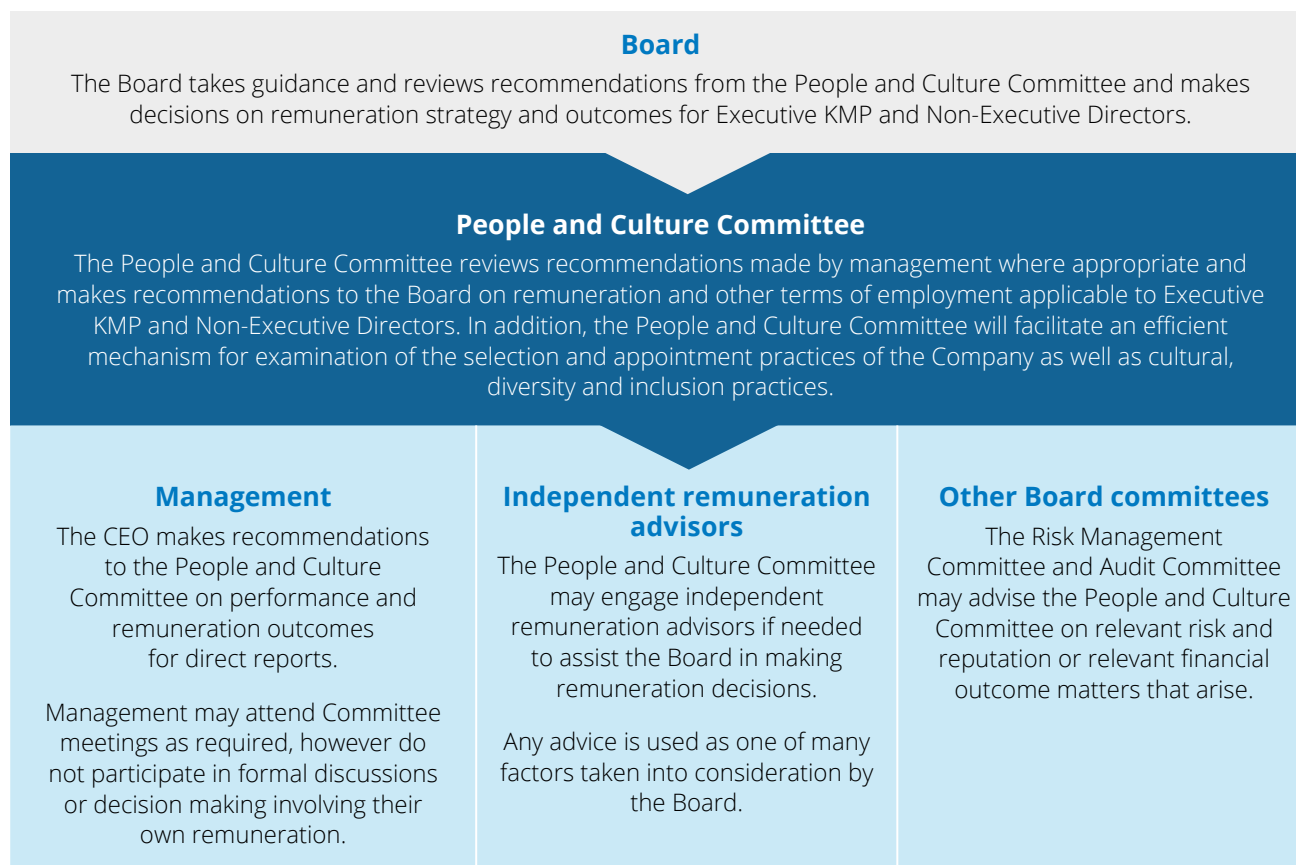 Board
The Board takes guidance and reviews recommendations from the People and Culture Committee and makes
decisions on remuneration strategy and outcomes for Executive KMP and Non-Executive Directors.
People and Culture Committee
The People and Culture Committee reviews recommendations made by management where appropriate and
makes recommendations to the Board on remuneration and other terms of employment applicable to Executive
KMP and Non-Executive Directors. In addition, the People and Culture Committee will facilitate an efficient
mechanism for examination of the selection and appointment practices of the Company as well as cultural,
diversity and inclusion practices.
Management
The CEO makes recommendations
to the People and Culture
Committee on performance and
remuneration outcomes
for direct reports.
Management may attend Committee
meetings as required, however do
not participate in formal discussions
or decision making involving their
own remuneration.
Independent remuneration
advisors
The People and Culture Committee
may engage independent
remuneration advisors if needed
to assist the Board in making
remuneration decisions.
Any advice is used as one of many
factors taken into consideration by
the Board.
Other Board committees
The Risk Management
Committee and Audit Committee
may advise the People and Culture
Committee on relevant risk and
reputation or relevant financial
outcome matters that arise.